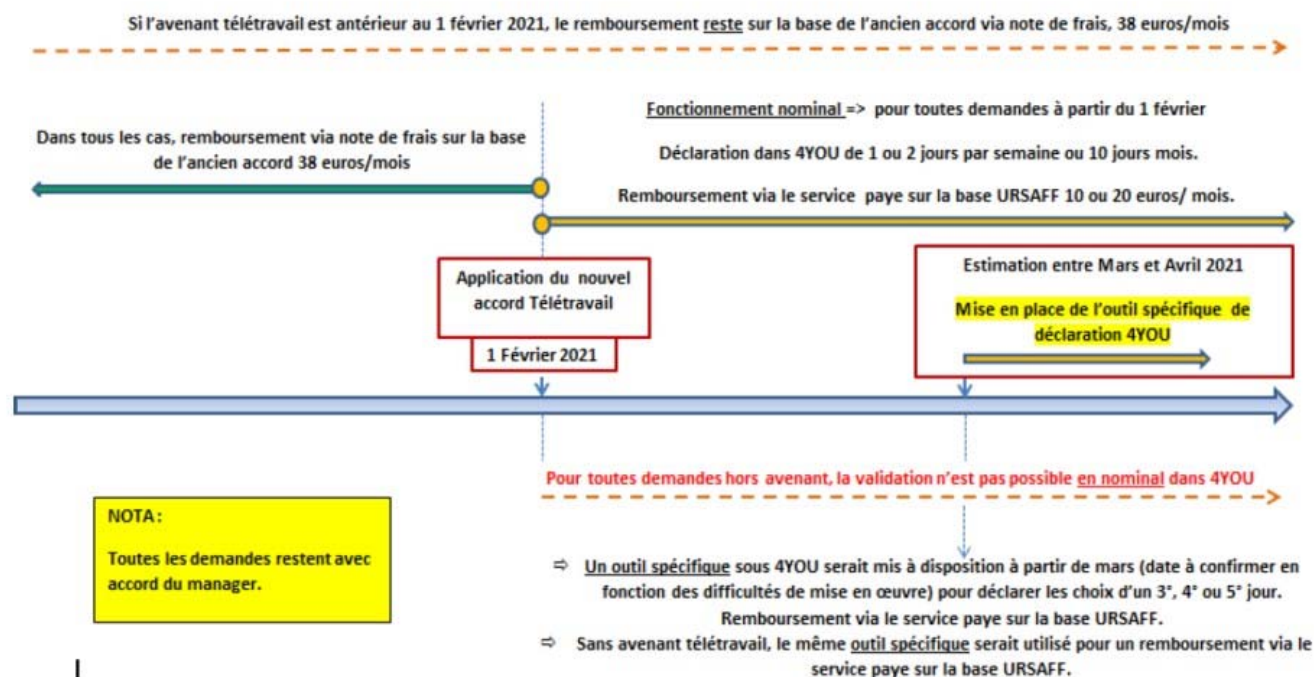 Si l'avenant télétravail est antérieur au 1 février 2021, le remboursement reste sur la base de l'ancien accord via note de frais, 38 euros/mois
Dans tous les cas, remboursement via note de frais sur la base
de l'ancien accord 38 euros/mois
Fonctionnement nominal => pour toutes demandes à partir du 1 février
Déclaration dans 4YOU de 1 ou 2 jours par semaine ou 10 jours mois.
Remboursement via le service paye sur la base URSAFF 10 ou 20 euros/ mois.
Application du nouvel
accord Télétravail
1 Février 2021
Estimation entre Mars et Avril 2021
Mise en place de l'outil spécifique de
déclaration 4YOU
Pour toutes demandes hors avenant, la validation n'est pas possible en nominal dans 4YOU
NOTA :
Toutes les demandes restent avec
accord du manager.
⇨ Un outil spécifique sous 4YOU serait mis à disposition à partir de mars (date à confirmer en
fonction des difficultés de mise en œuvre) pour déclarer les choix d'un 3°, 4° ou 5° jour.
Remboursement via le service paye sur la base URSAFF.
⇨ Sans avenant télétravail, le même outil spécifique serait utilisé pour un remboursement via le
service paye sur la base URSAFF.